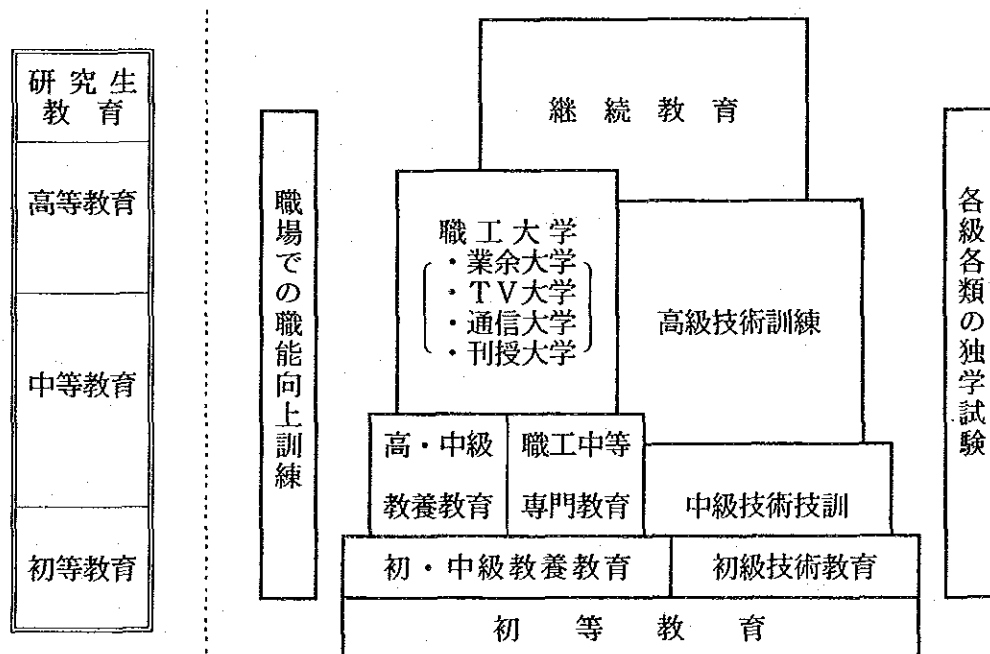 研究生
教育
高等教育
中等教育
初等教育
職場での職能向上訓練
継続教育
職工大学
・業余大学
・TV大学
・通信大学
・刊授大学
高級技術訓練
高・中級
教養教育
職工中等
専門教育
中級技術技訓
初・中級教養教育
初級技術教育
初等教育
各級各類の独学試験